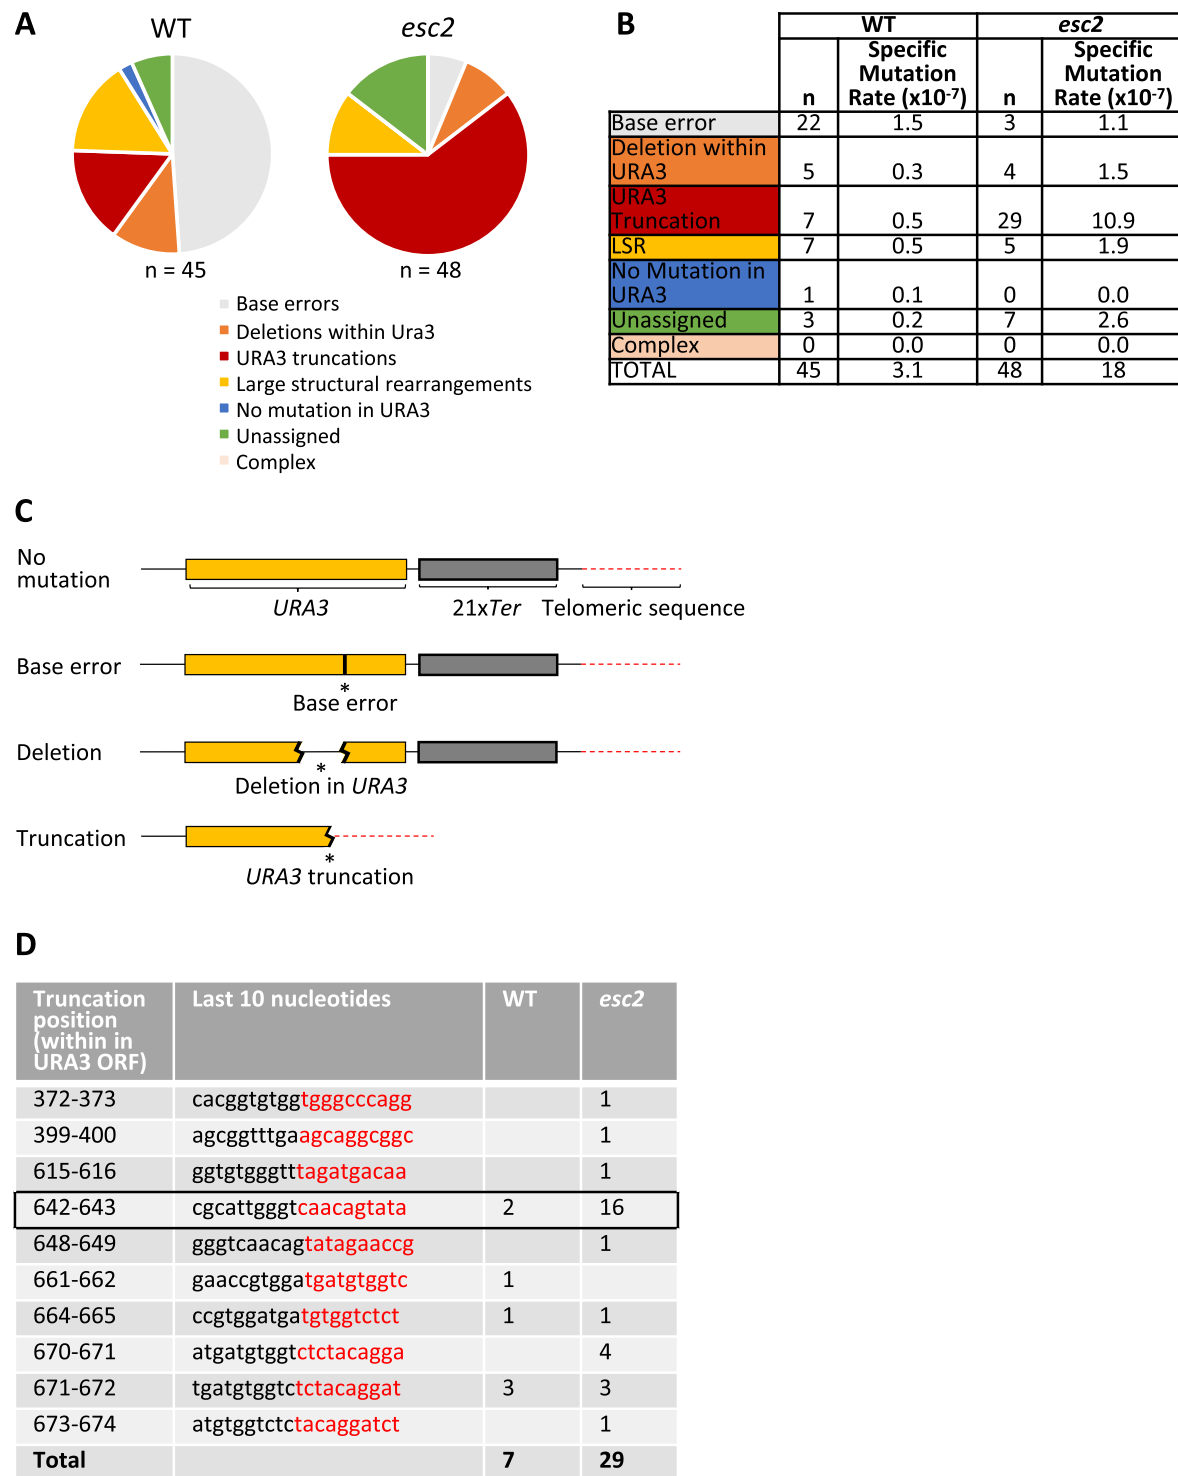 A
WT
esc2
n = 45
n = 48
Base errors
Deletions within Ura3
URA3 truncations
Large structural rearrangements
No mutation in URA3
Unassigned
Complex
B
WT esc2
n Specific Mutation Rate (x10-7) n Specific Mutation Rate (x10-7)
Base error 22 1.5 3 1.1
Deletion within URA3 5 0.3 4 1.5
URA3 Truncation 7 0.5 29 10.9
LSR 7 0.5 5 1.9
No Mutation in URA3 1 0.1 0 0.0
Unassigned 3 0.2 7 2.6
Complex 0 0.0 0 0.0
TOTAL 45 3.1 48 18
C
No mutation
URA3 21xTer Telomeric sequence
Base error
*
Base error
Deletion
*
Deletion in URA3
Truncation
*
URA3 truncation
D
Truncation position (within in URA3 ORF) Last 10 nucleotides WT esc2
372-373 cacggtgtggtgggcccagg 1
399-400 agcggtttgaagcaggcggc 1
615-616 ggtgtgggtttagatgacaa 1
642-643 cgcattgggtcaacagtata 2 16
648-649 gggtcaacagtatagaaccg 1
661-662 gaaccgtggatgatgtggtc 1
664-665 ccgtggatgatgtggtctct 1 1
670-671 atgatgtggtctctacagga 4
671-672 tgatgtggtctctacaggat 3 3
673-674 atgtggtctctacaggatct 1
Total 7 29